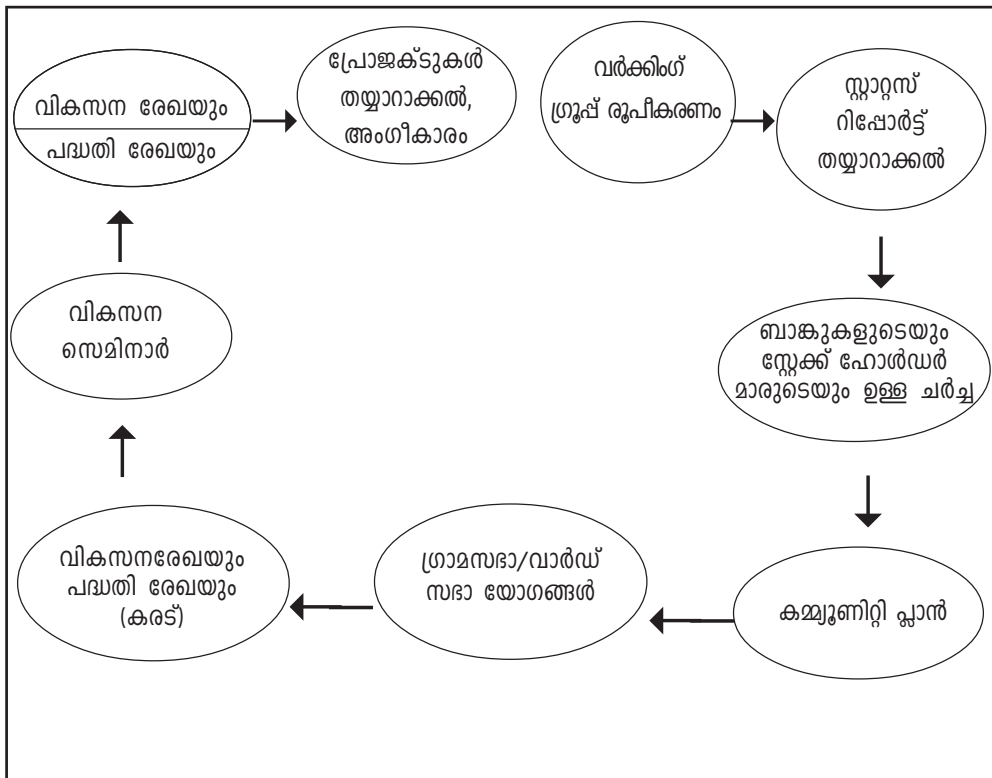 വികസന രേഖയും
പദ്ധതി രേഖയും
പ്രോജക്ടുകൾ
തയ്യാറാക്കൽ,
അംഗീകാരം
വർക്കിംഗ്
ഗ്രൂപ്പ് രൂപീകരണം
സ്റ്റാറ്റസ്
റിപ്പോർട്ട്
തയ്യാറാക്കൽ
ബാങ്കുകളുടെയും
സ്റ്റേക്ക് ഹോൾഡർ
മാരുടെയും ഉള്ള ചർച്ച
കമ്മ്യൂണിറ്റി പ്ലാൻ
ഗ്രാമസഭാ/വാർഡ്
സഭാ യോഗങ്ങൾ
വികസനരേഖയും
പദ്ധതി രേഖയും
(കരട്)
വികസന
സെമിനാർ